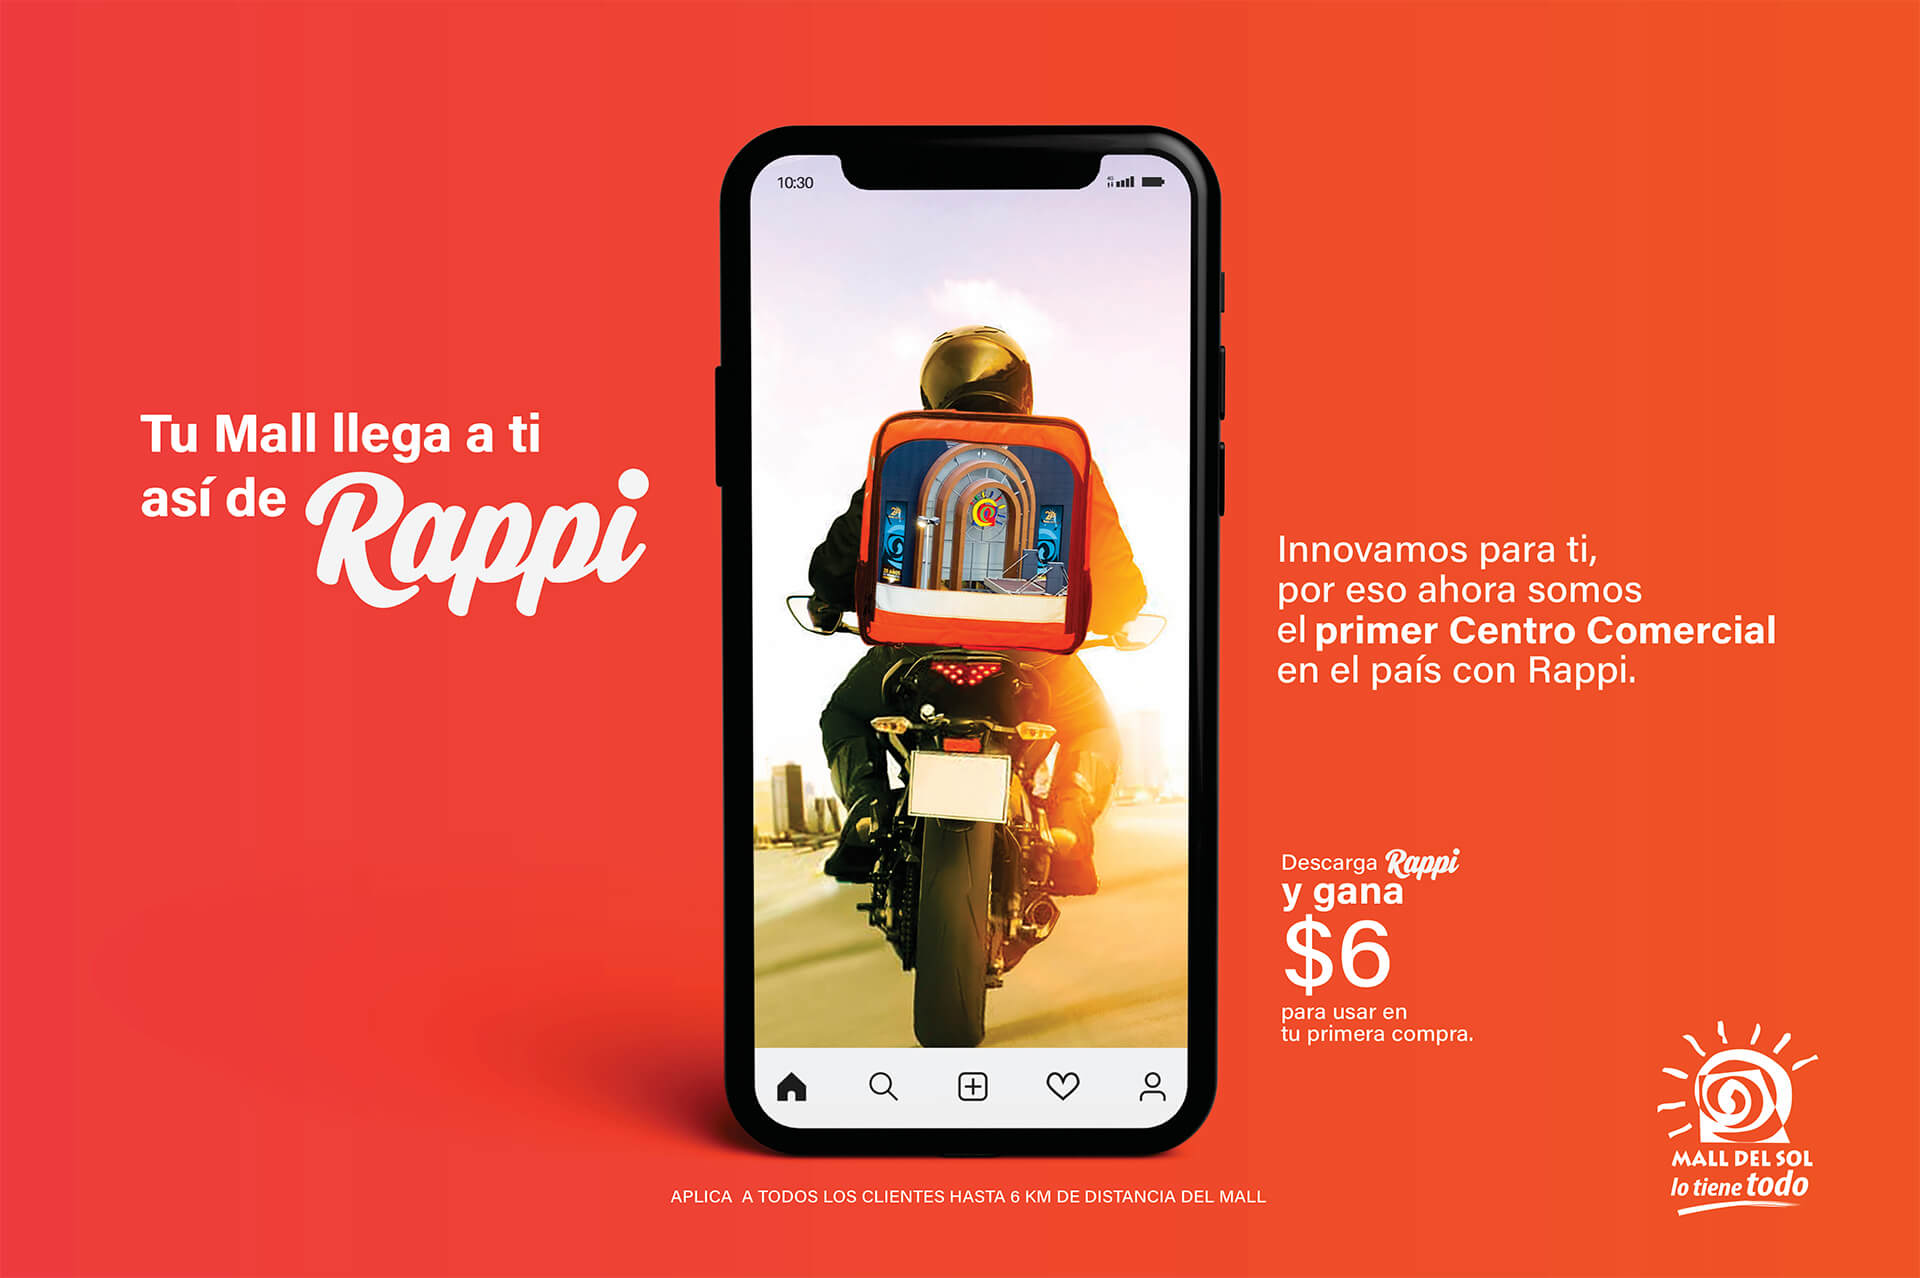 10:30
4G
Tu Mall llega a ti
así de Rappi
Innovamos para ti,
por eso ahora somos
el primer Centro Comercial
en el país con Rappi.
Descarga Rappi
y gana
$6
para usar en
tu primera compra.
MALL DEL SOL
lo tiene todo
APLICA A TODOS LOS CLIENTES HASTA 6 KM DE DISTANCIA DEL MALL